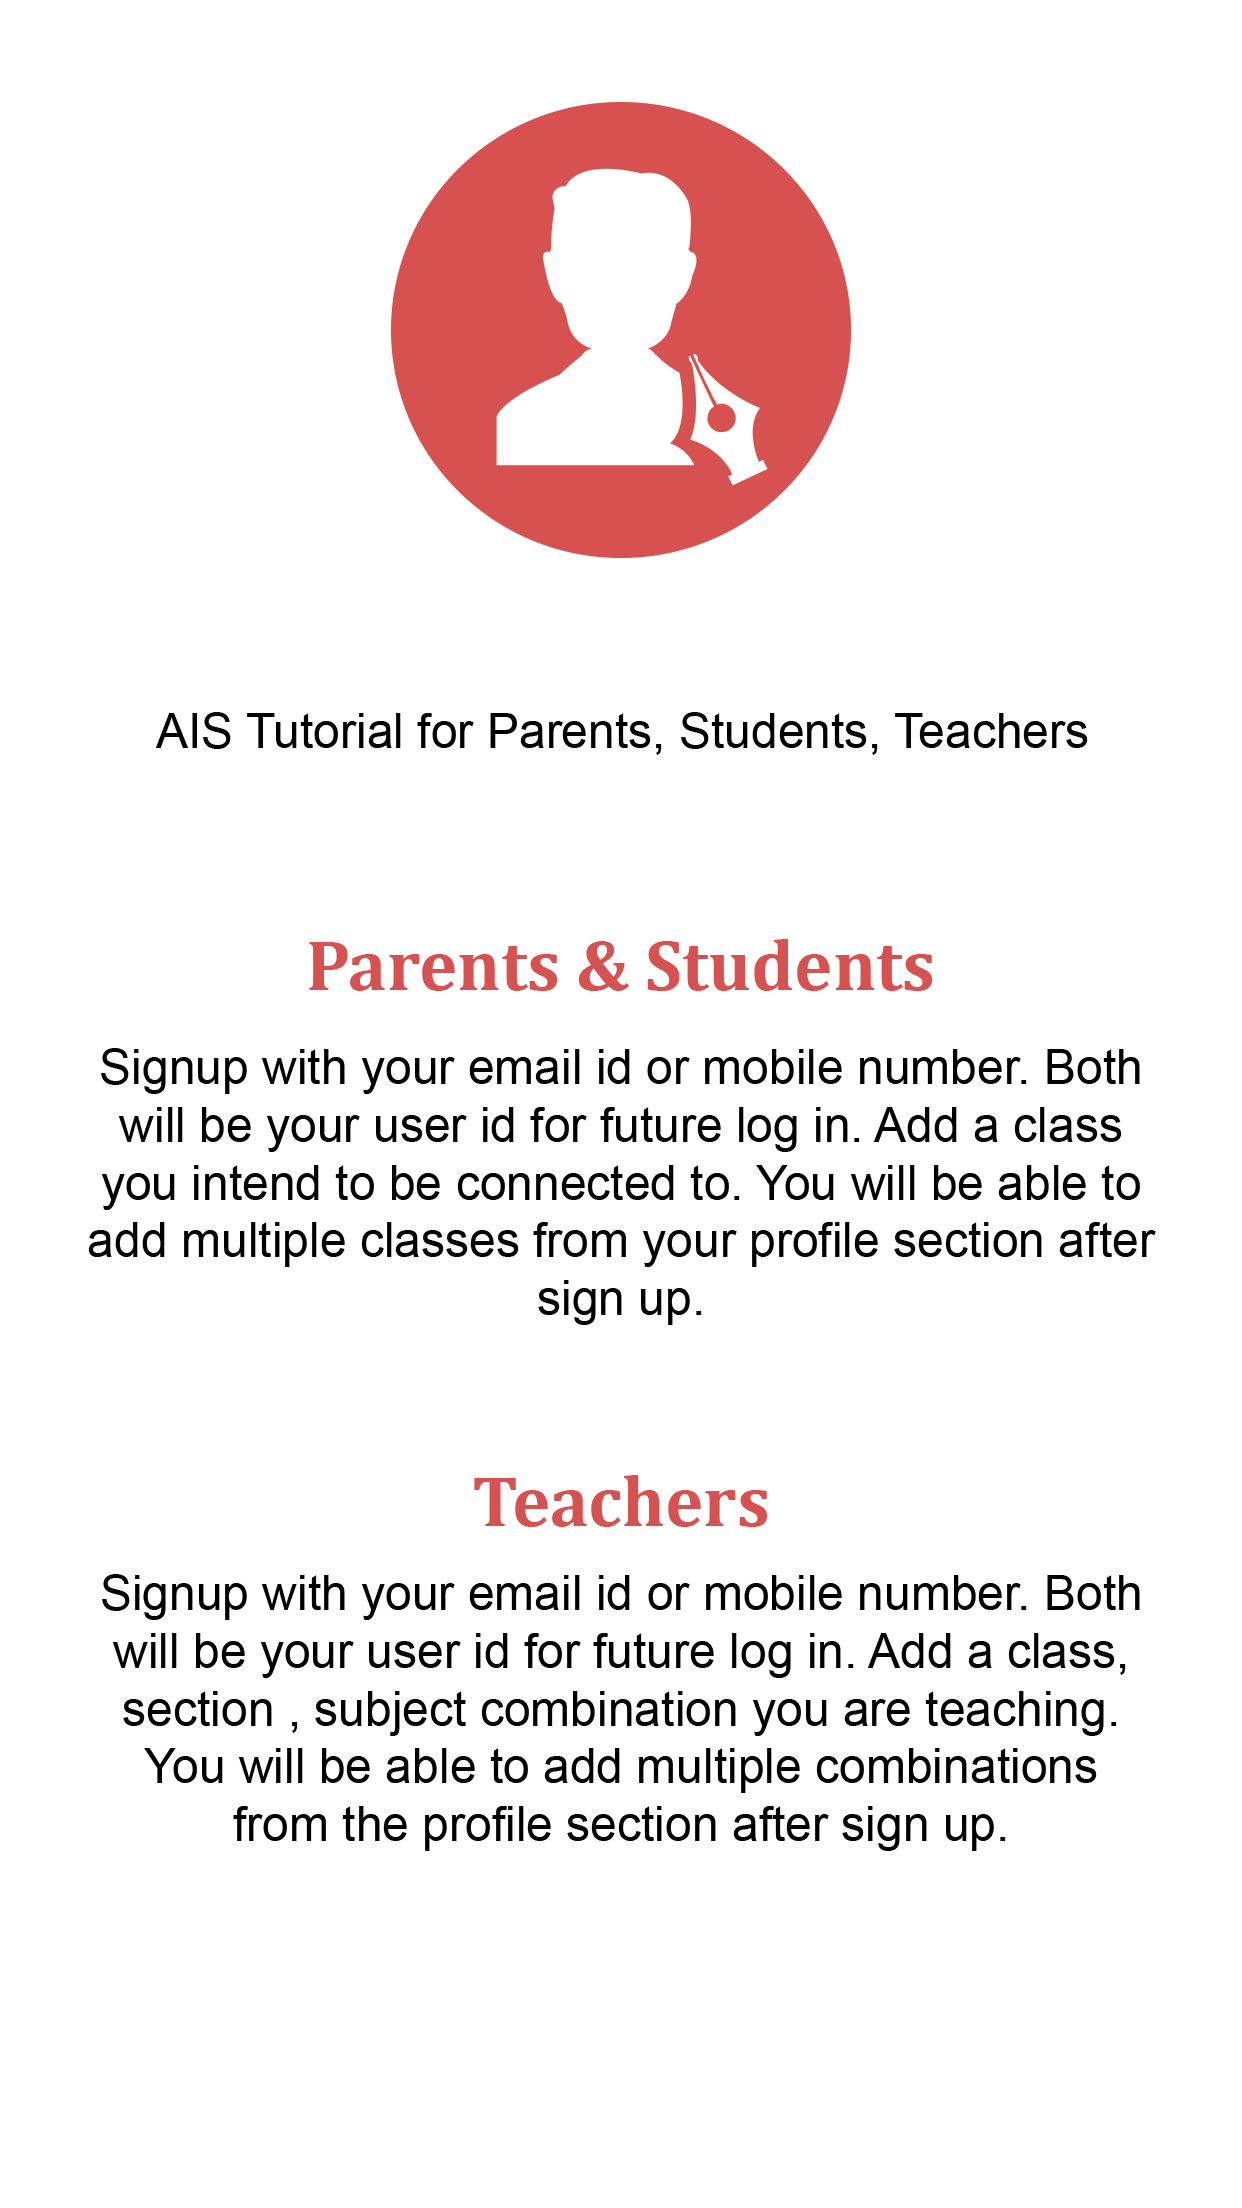 AIS Tutorial for Parents, Students, Teachers
Parents & Students
Signup with your email id or mobile number. Both
will be your user id for future log in. Add a class
you intend to be connected to. You will be able to
add multiple classes from your profile section after
sign up.
Teachers
Signup with your email id or mobile number. Both
will be your user id for future log in. Add a class,
section , subject combination you are teaching.
You will be able to add multiple combinations
from the profile section after sign up.